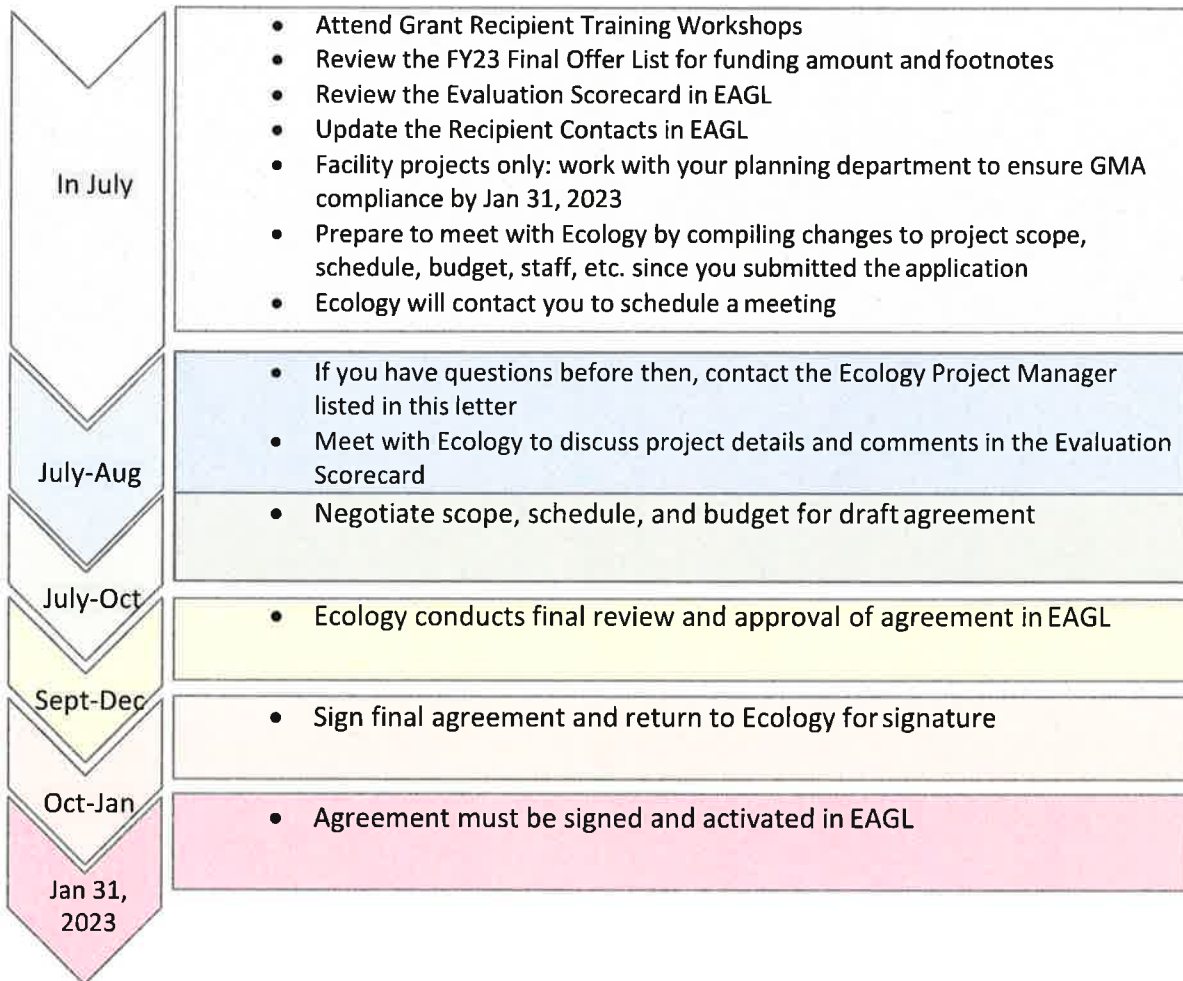 In July
• Attend Grant Recipient Training Workshops
• Review the FY23 Final Offer List for funding amount and footnotes
• Review the Evaluation Scorecard in EAGL
• Update the Recipient Contacts in EAGL
• Facility projects only: work with your planning department to ensure GMA
compliance by Jan 31, 2023
• Prepare to meet with Ecology by compiling changes to project scope,
schedule, budget, staff, etc. since you submitted the application
• Ecology will contact you to schedule a meeting
July-Aug
• If you have questions before then, contact the Ecology Project Manager
listed in this letter
• Meet with Ecology to discuss project details and comments in the Evaluation
Scorecard
July-Oct
• Negotiate scope, schedule, and budget for draft agreement
Sept-Dec
• Ecology conducts final review and approval of agreement in EAGL
Oct-Jan
• Sign final agreement and return to Ecology for signature
Jan 31,
2023
• Agreement must be signed and activated in EAGL